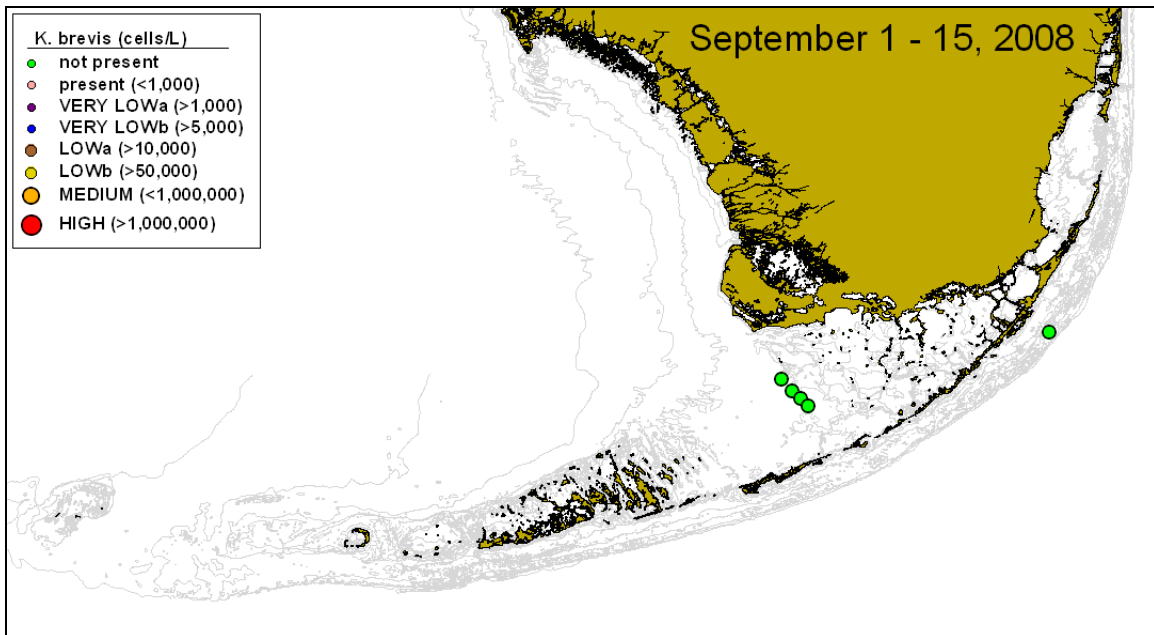 K. brevis (cells/L)
not present
present (<1,000)
VERY LOWa (>1,000)
VERY LOWb (>5,000)
LOWa (>10,000)
LOWb (>50,000)
MEDIUM (<1,000,000)
HIGH (>1,000,000)
September 1 - 15, 2008